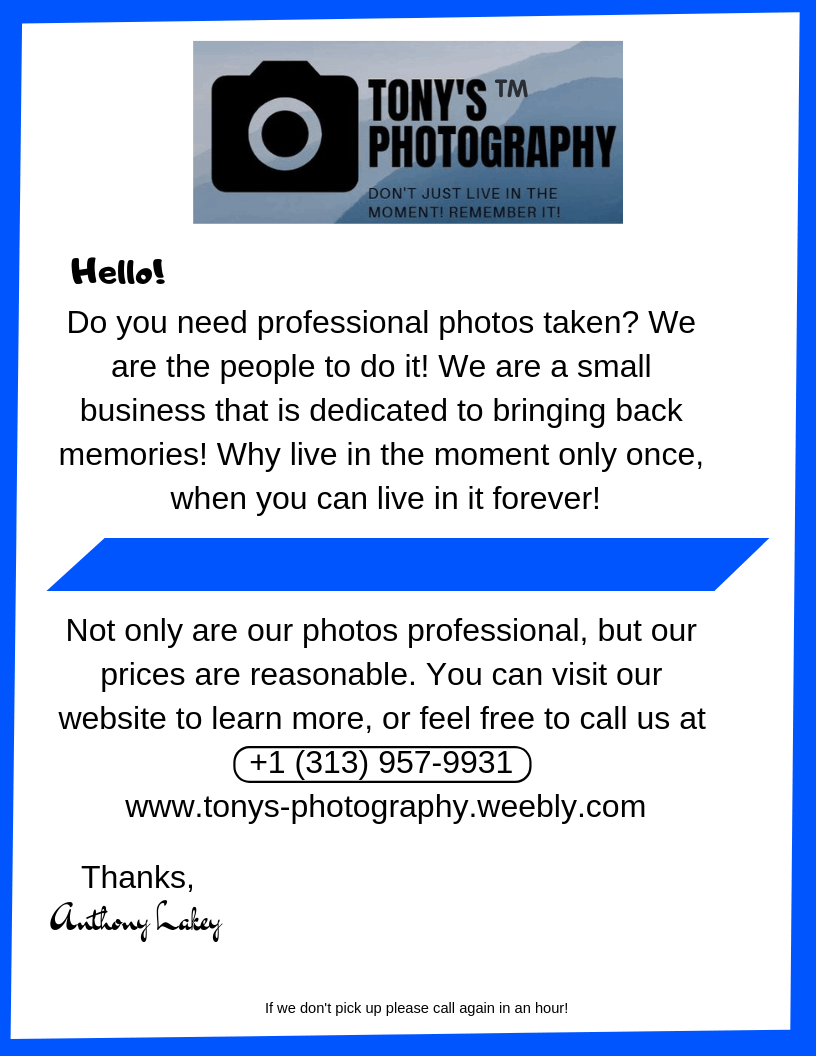 TONY'S TM
PHOTOGRAPHY
DON'T JUST LIVE IN THE
MOMENT! REMEMBER IT!
Hello!
Do you need professional photos taken? We
are the people to do it! We are a small
business that is dedicated to bringing back
memories! Why live in the moment only once,
when you can live in it forever!
Not only are our photos professional, but our
prices are reasonable. You can visit our
website to learn more, or feel free to call us at
+1 (313) 957-9931
www.tonys-photography.weebly.com
Thanks,
Anthony Lakey
If we don't pick up please call again in an hour!